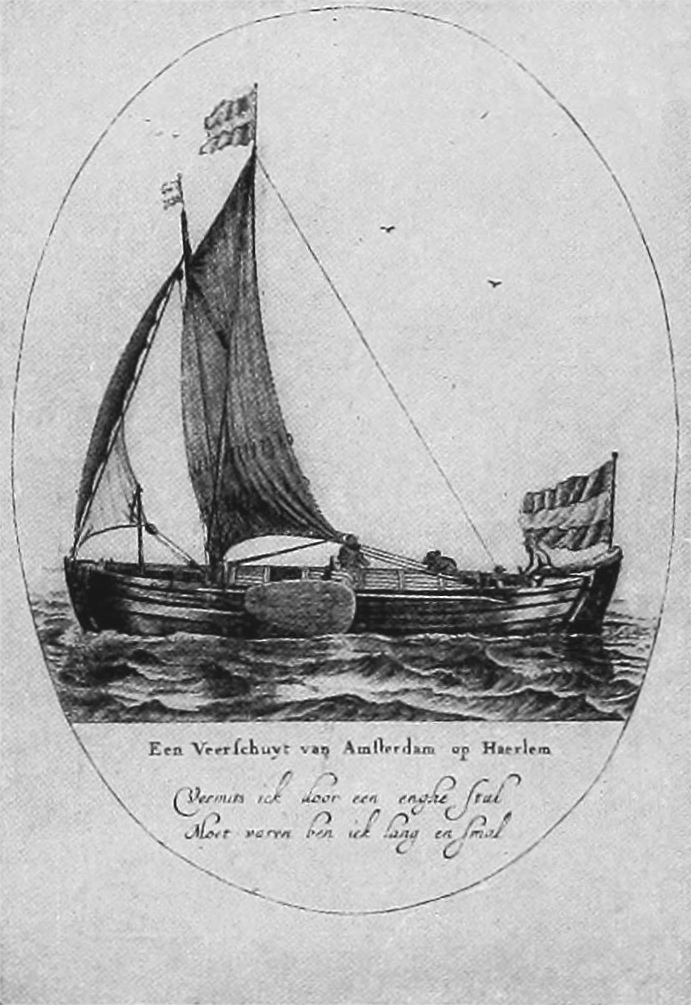 Een Veerſchuyt van Amſterdam op Haerlem
Vermits ick door een enghe ſtal
Moet varen ben ick lang en ſmal